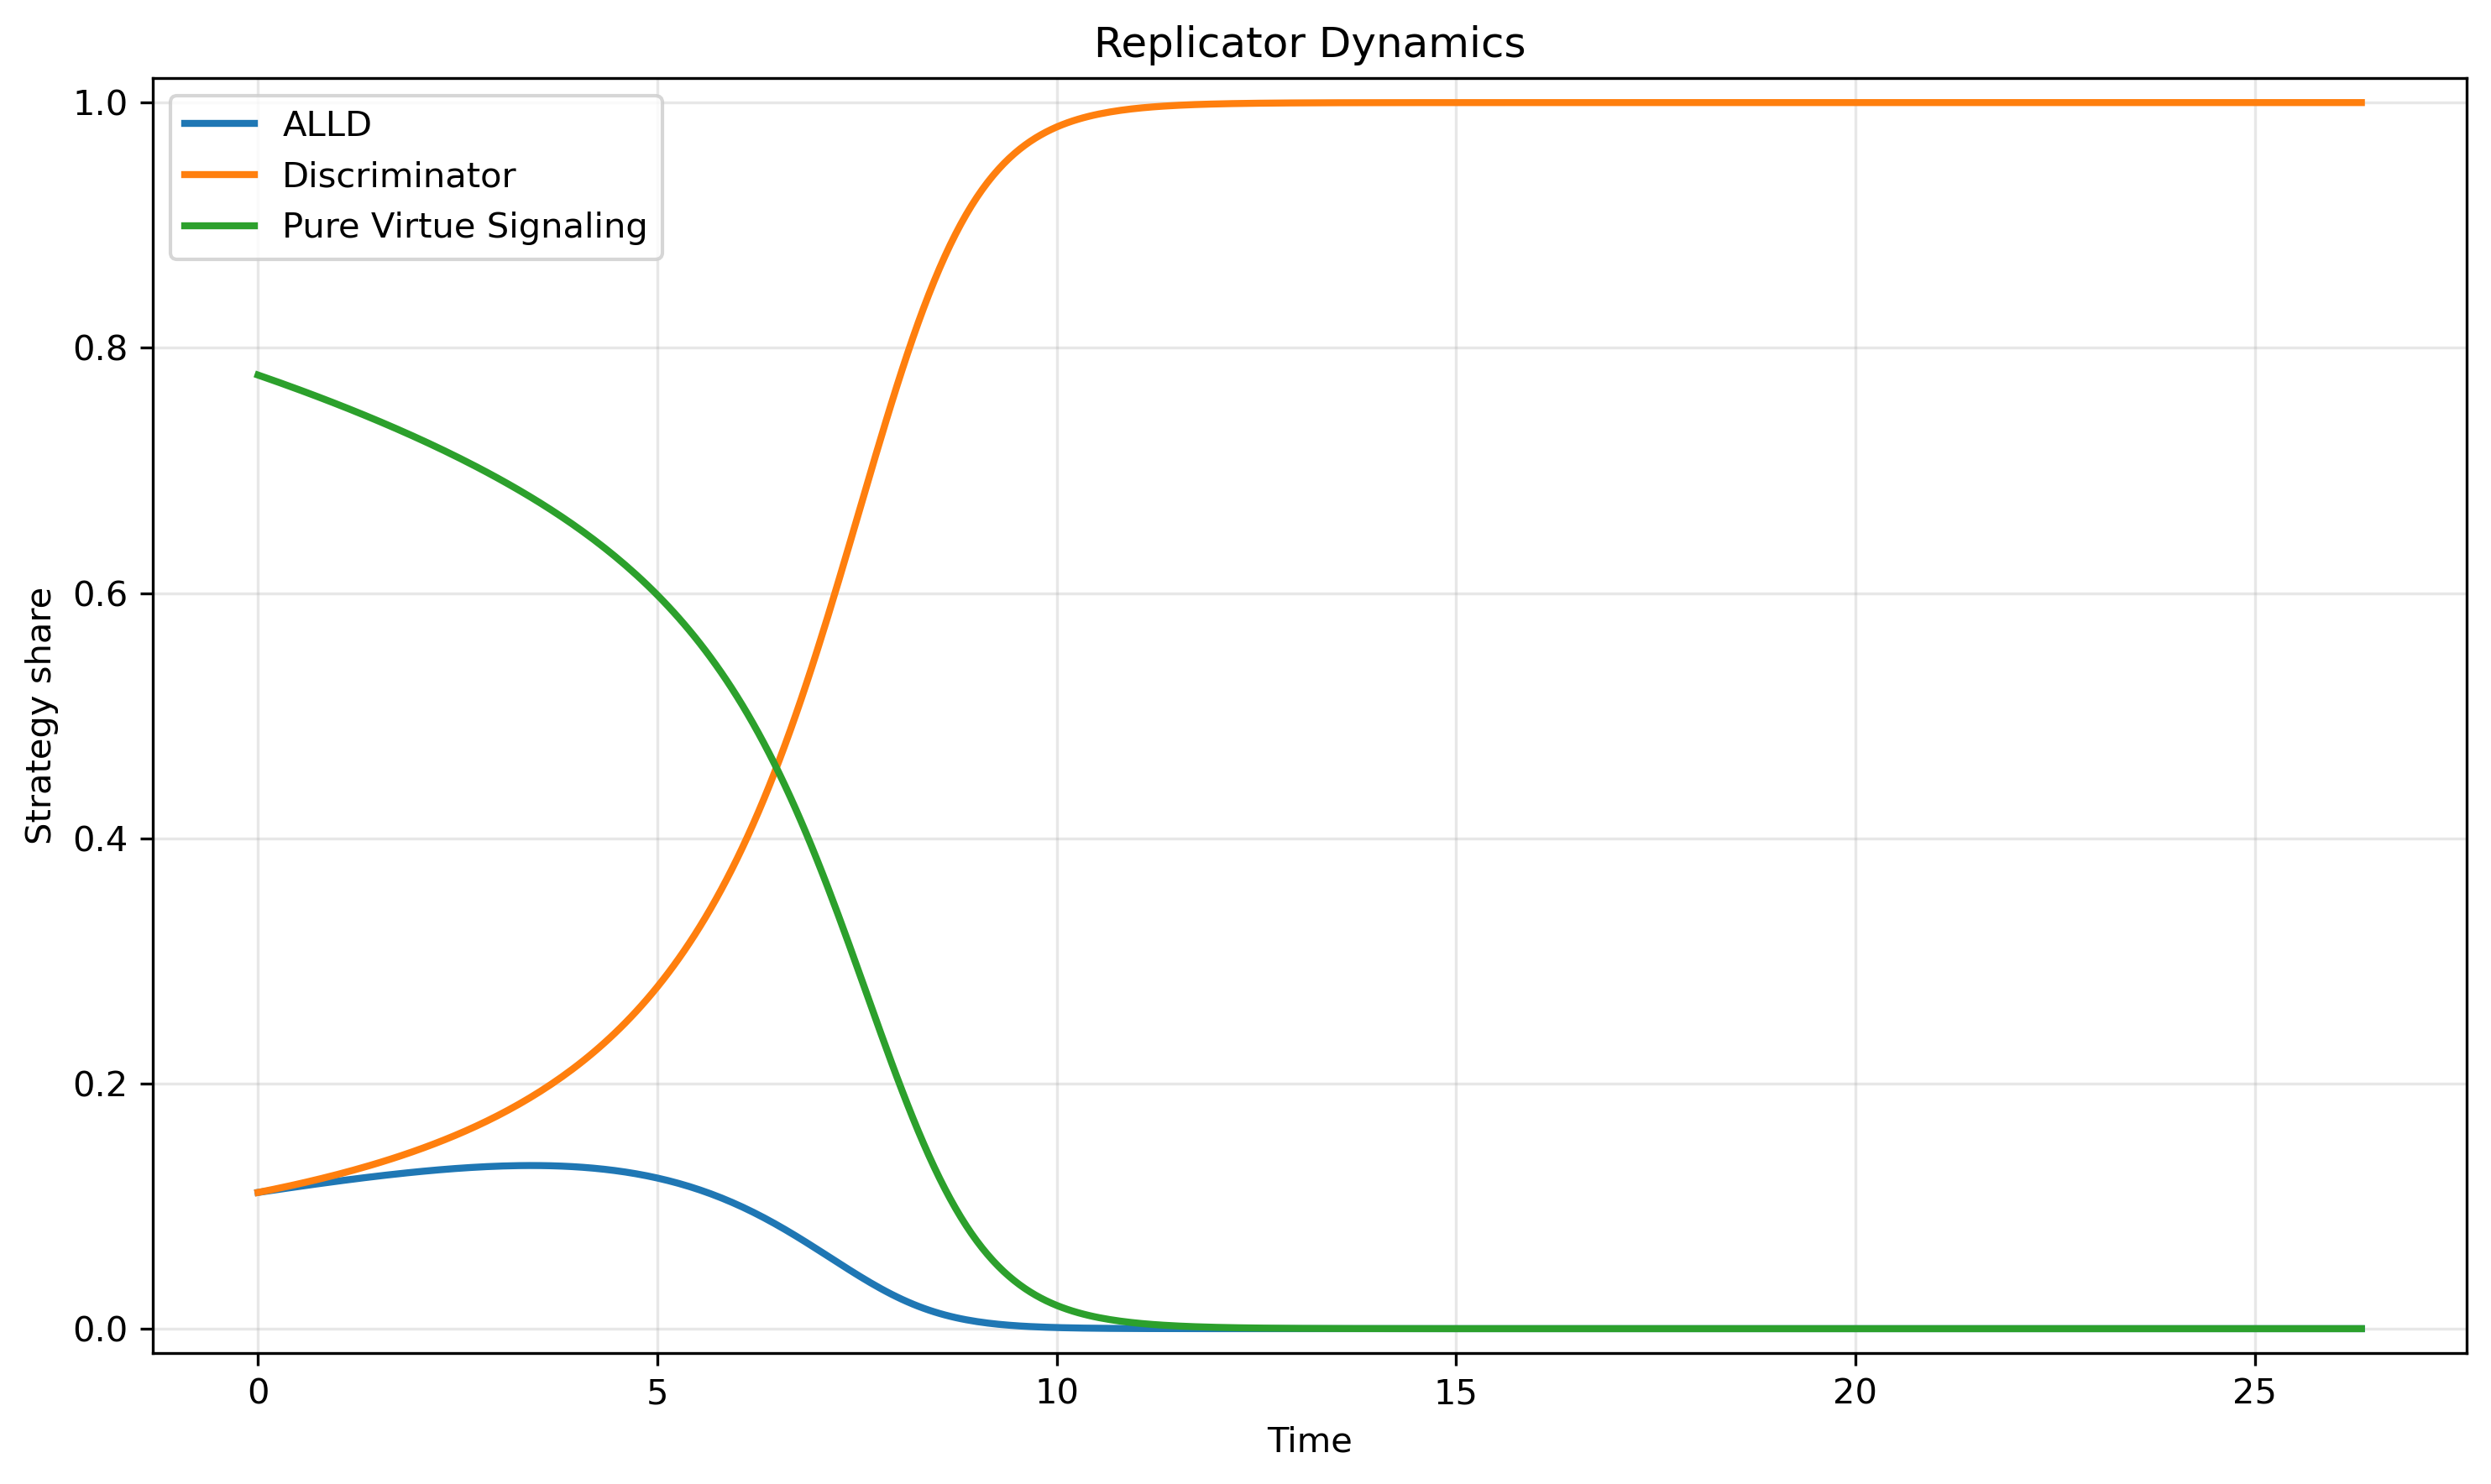 Replicator Dynamics
ALLD
Discriminator
Pure Virtue Signaling
Strategy share
1.0
0.8
0.6
0.4
0.2
0.0
0 5 10 15 20 25
Time